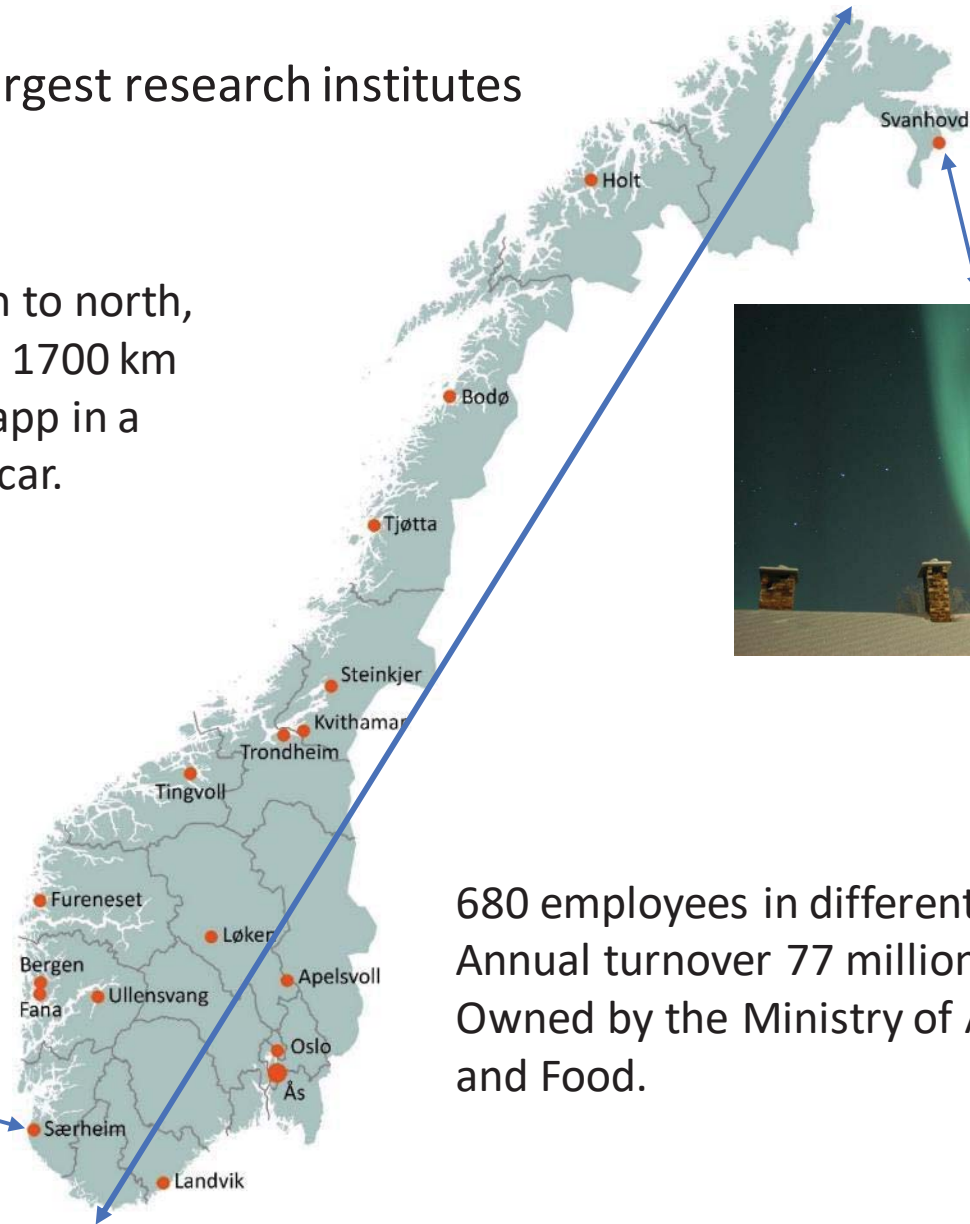 rgest research institutes
Svanhovd
Holt
n to north,
1700 km
app in a
car.
Bodø
Tjøtta
Steinkjer
Kvithamar
Trondheim
Tingvoll
Fureneset
Løken
Bergen
Apelsvoll
Ullensvang
Fana
Oslo
Ås
Særheim
Landvik
680 employees in different
Annual turnover 77 million
Owned by the Ministry of A
and Food.